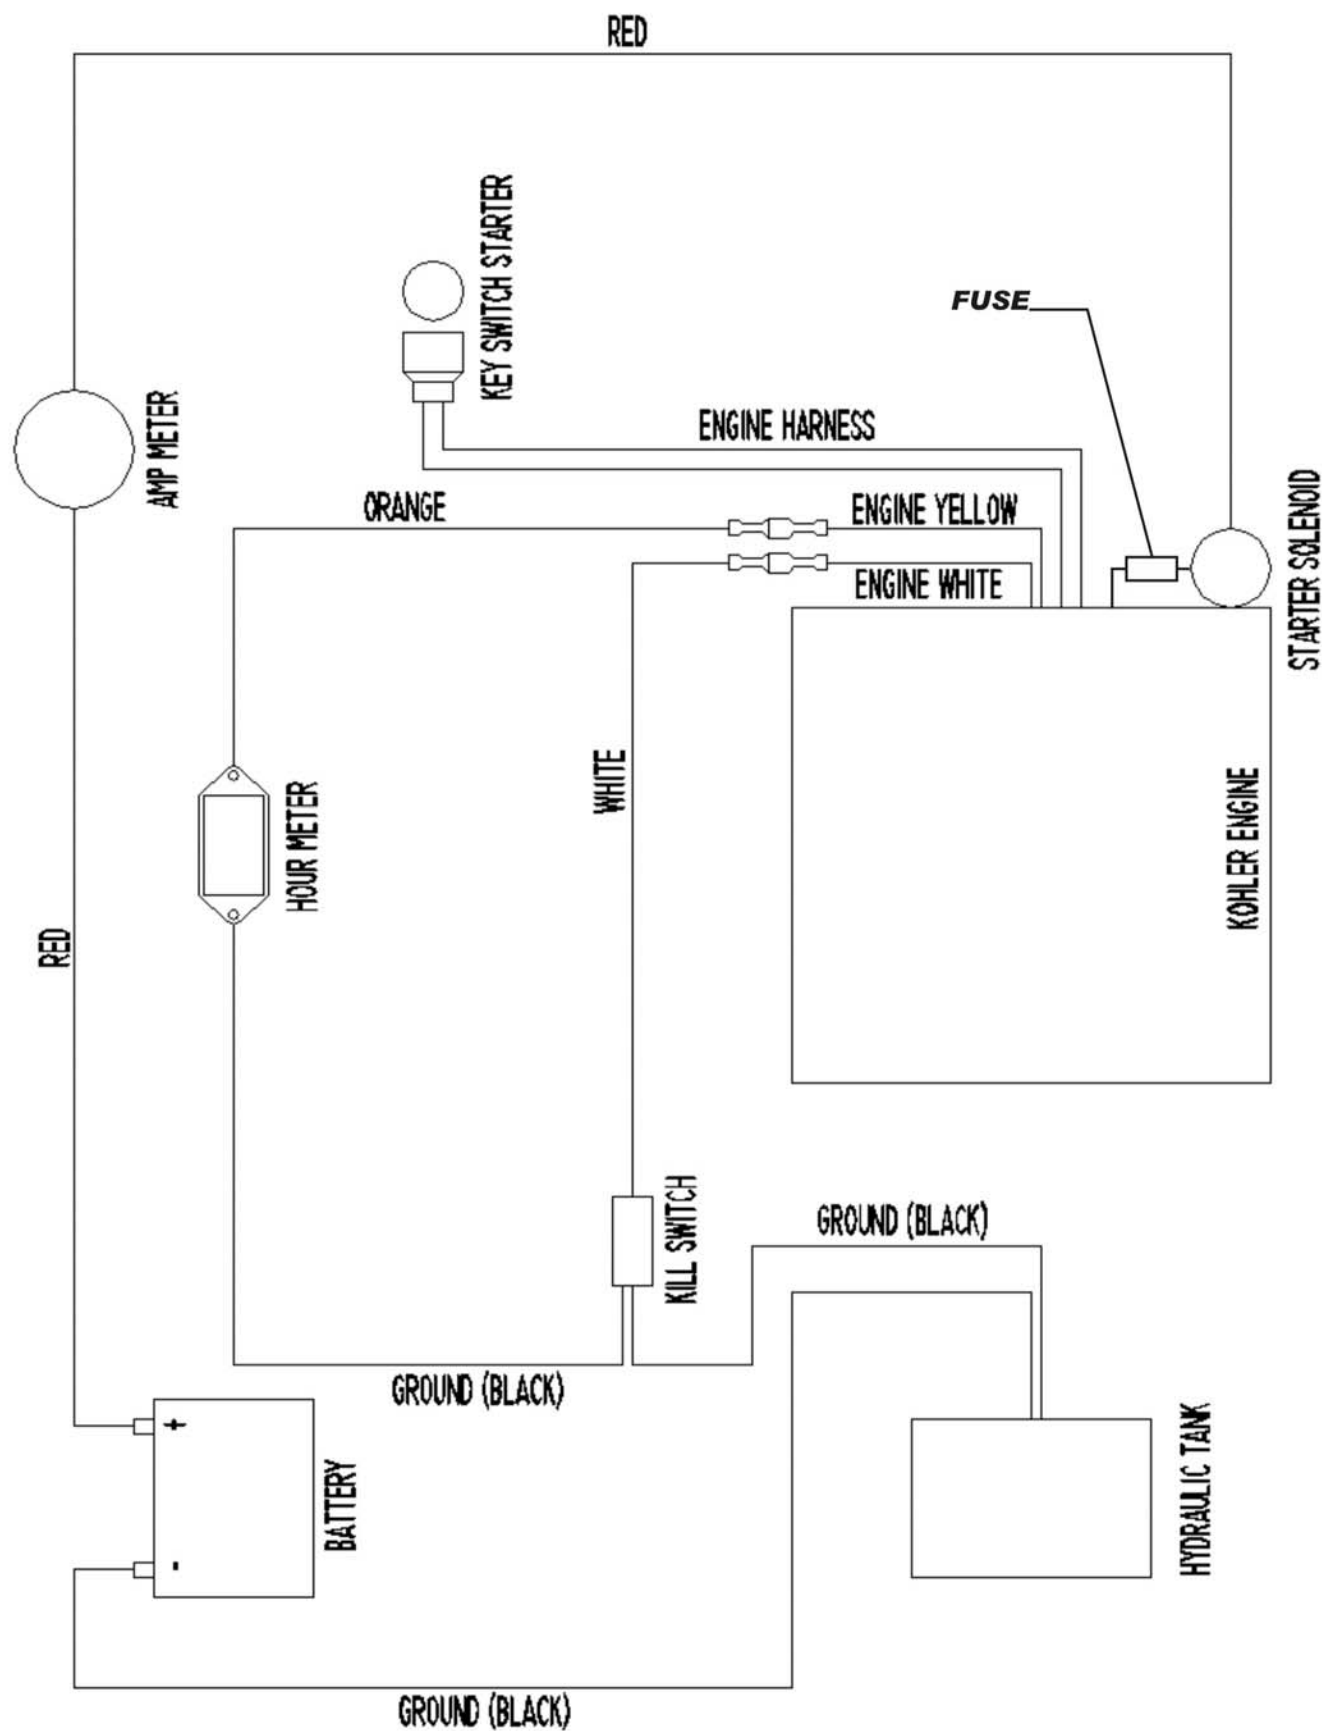 RED
KEY SWITCH STARTER
FUSE
AMP METER
ENGINE HARNESS
ORANGE
ENGINE YELLOW
ENGINE WHITE
STARTER SOLENOID
WHITE
HOUR METER
KOHLER ENGINE
RED
KILL SWITCH
GROUND (BLACK)
GROUND (BLACK)
+
-
BATTERY
HYDRAULIC TANK
GROUND (BLACK)